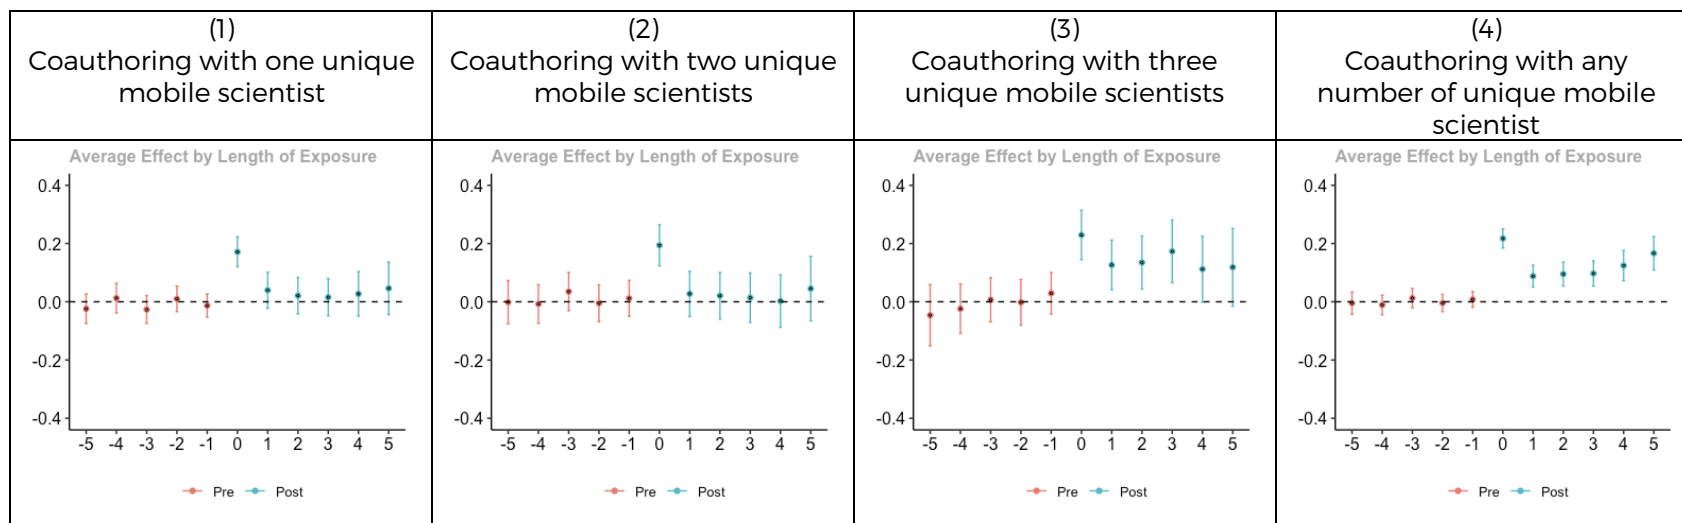 (1)
Coauthoring with one unique
mobile scientist
(2)
Coauthoring with two unique
mobile scientists
(3)
Coauthoring with three
unique mobile scientists
(4)
Coauthoring with any
number of unique mobile
scientist
Average Effect by Length of Exposure
0.4
0.2
0.0
-0.2
-0.4
-5 -4 -3 -2 -1 0 1 2 3 4 5
Pre Post
Average Effect by Length of Exposure
0.4
0.2
0.0
-0.2
-0.4
-5 -4 -3 -2 -1 0 1 2 3 4 5
Pre Post
Average Effect by Length of Exposure
0.4
0.2
0.0
-0.2
-0.4
-5 -4 -3 -2 -1 0 1 2 3 4 5
Pre Post
Average Effect by Length of Exposure
0.4
0.2
0.0
-0.2
-0.4
-5 -4 -3 -2 -1 0 1 2 3 4 5
Pre Post